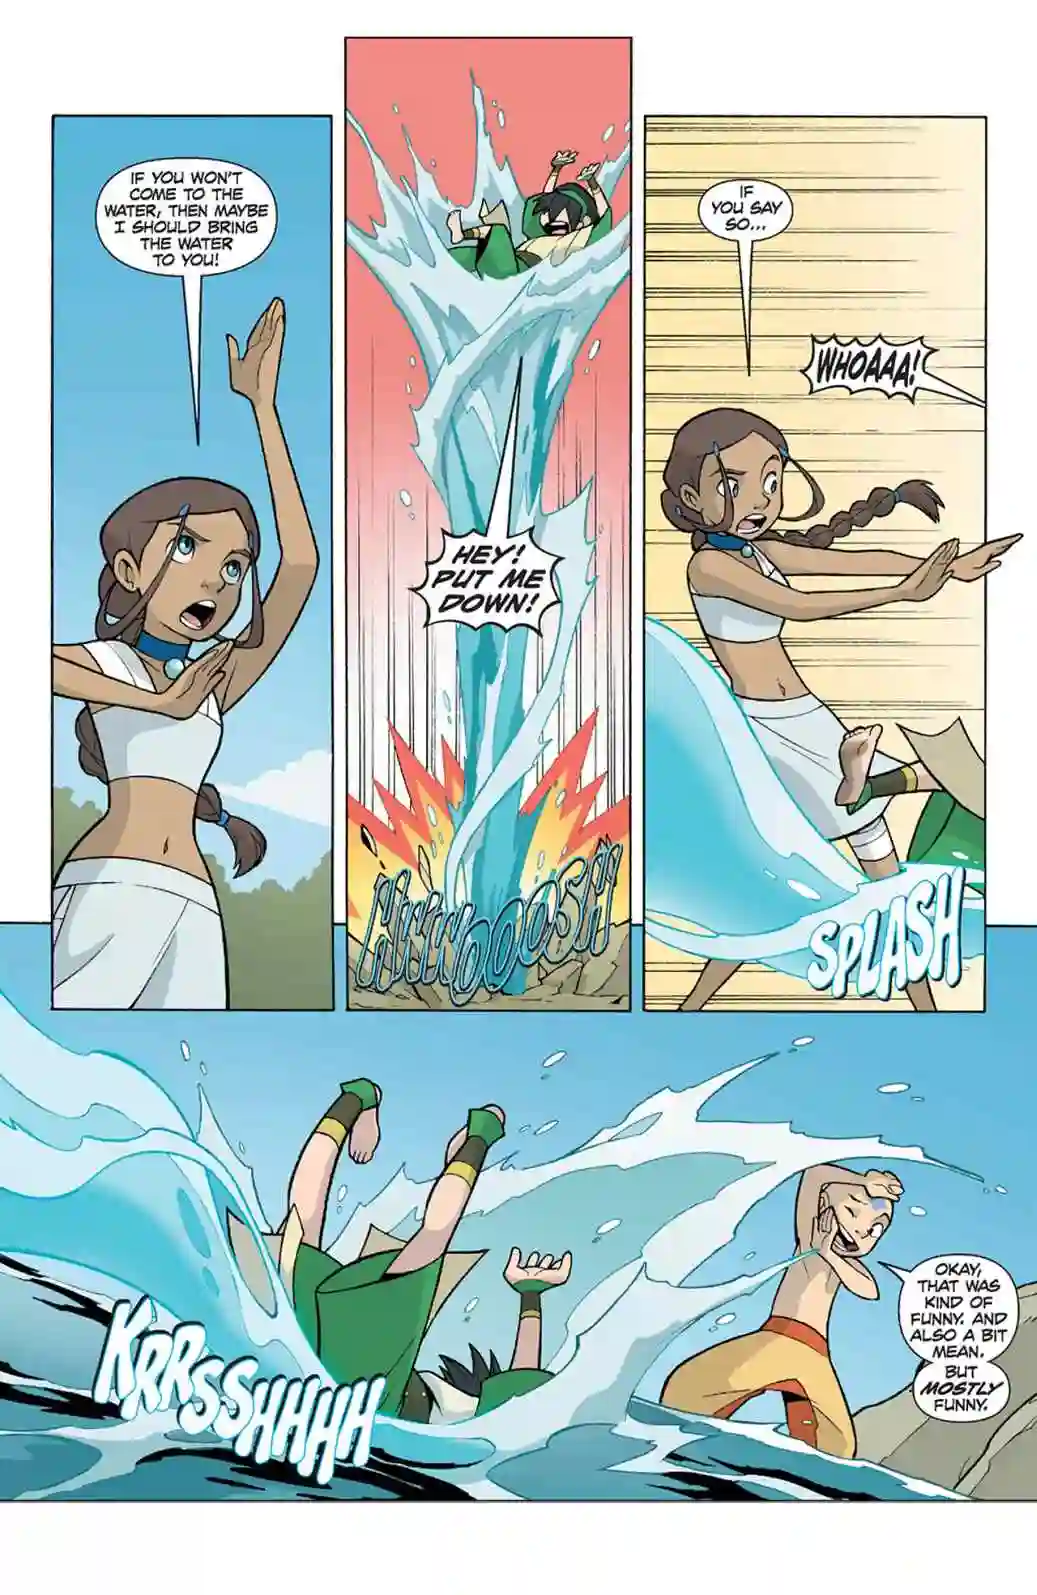 IF YOU WON'T
COME TO THE
WATER, THEN MAYBE
I SHOULD BRING
THE WATER
TO YOU!
HEY!
PUT ME
DOWN!
FWWOOOOSH
IF
YOU SAY
SO...
WHOAAA!
SPLASH
KRRRSSSHHHHH
OKAY,
THAT WAS
KIND OF
FUNNY. AND
ALSO A BIT
MEAN.
BUT
MOSTLY
FUNNY.